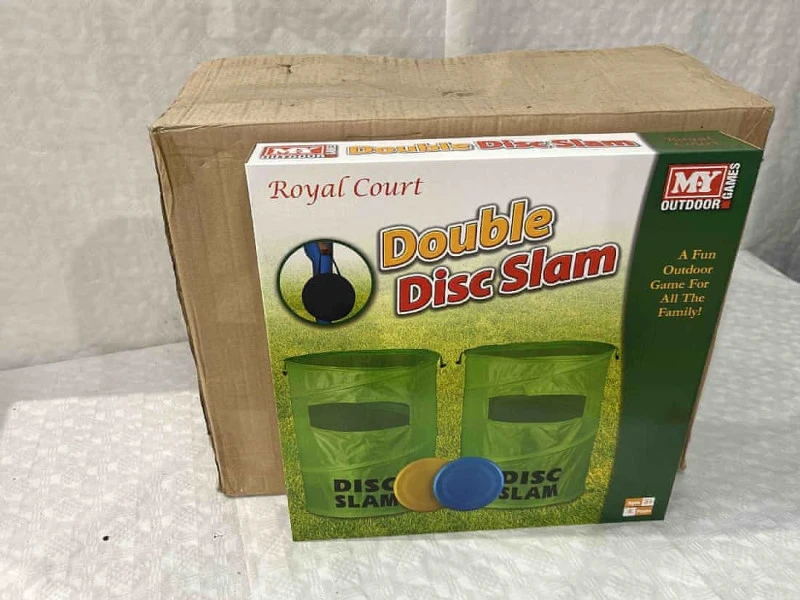 M·Y
OUTDOOR
GAMES
Double Disc Slam
Royal Court
M·Y
OUTDOOR
GAMES
Double
Disc Slam
A Fun
Outdoor
Game For
All The
Family!
DISC
SLAM
DISC
SLAM